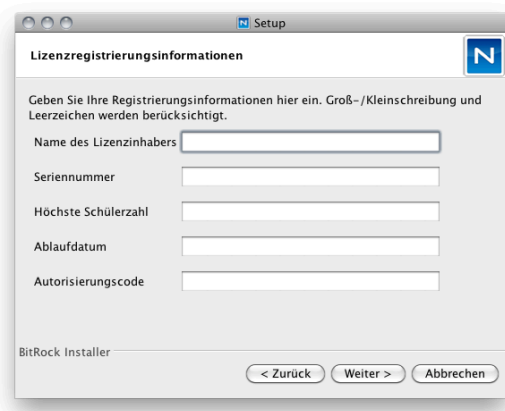 Setup
Lizenzregistrierungsinformationen
N
Geben Sie Ihre Registrierungsinformationen hier ein. Groß-/Kleinschreibung und
Leerzeichen werden berücksichtigt.
Name des Lizenzinhabers
Seriennummer
Höchste Schülerzahl
Ablaufdatum
Autorisierungscode
BitRock Installer
< Zurück Weiter > Abbrechen